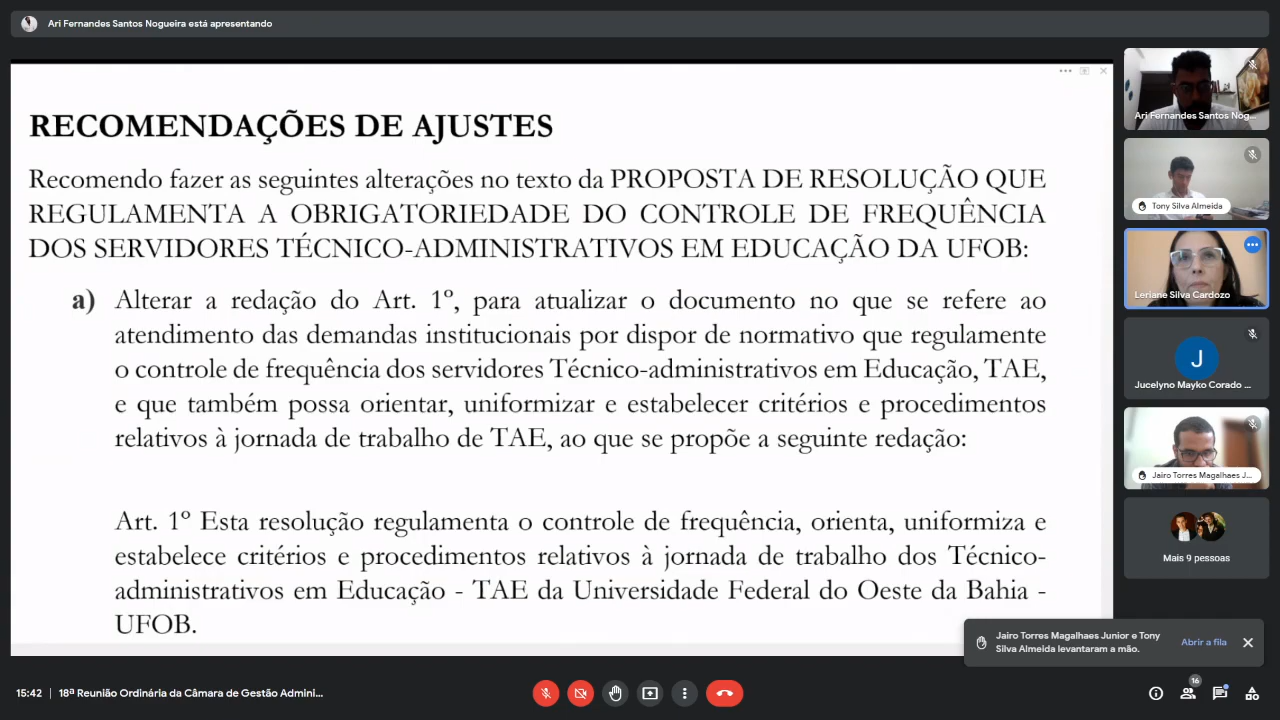 Ari Fernandes Santos Nogueira está apresentando
RECOMENDAÇÕES DE AJUSTES
Recomendo fazer as seguintes alterações no texto da PROPOSTA DE RESOLUÇÃO QUE
REGULAMENTA A OBRIGATORIEDADE DO CONTROLE DE FREQUÊNCIA
DOS SERVIDORES TÉCNICO-ADMINISTRATIVOS EM EDUCAÇÃO DA UFOB:
a) Alterar a redação do Art. 1º, para atualizar o documento no que se refere ao
atendimento das demandas institucionais por dispor de normativo que regulamente
o controle de frequência dos servidores Técnico-administrativos em Educação, TAE,
e que também possa orientar, uniformizar e estabelecer critérios e procedimentos
relativos à jornada de trabalho de TAE, ao que se propõe a seguinte redação:
Art. 1º Esta resolução regulamenta o controle de frequência, orienta, uniformiza e
estabelece critérios e procedimentos relativos à jornada de trabalho dos Técnico-
administrativos em Educação - TAE da Universidade Federal do Oeste da Bahia -
UFOB.
Ari Fernandes Santos Nog...
Tony Silva Almeida
Leriane Silva Cardozo
J
Jucelyno Mayko Corado ...
Jairo Torres Magalhaes J...
Mais 9 pessoas
Jairo Torres Magalhaes Junior e Tony
Silva Almeida levantaram a mão.
Abrir a fila
15:42 | 18ª Reunião Ordinária da Câmara de Gestão Admini...
16